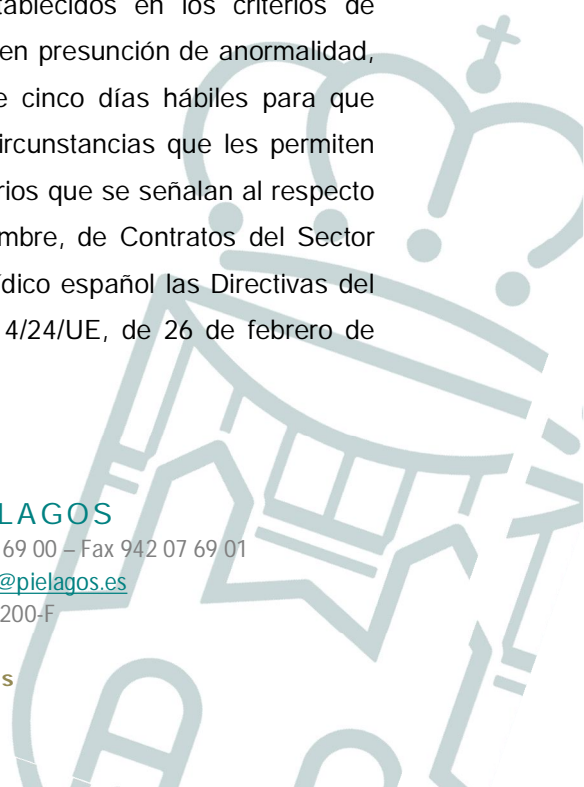 tablecidos en los criterios de
en presunción de anormalidad,
e cinco días hábiles para que
ircunstancias que les permiten
rios que se señalan al respecto
mbre, de Contratos del Sector
ídico español las Directivas del
4/24/UE, de 26 de febrero de
LAGOS
69 00 – Fax 942 07 69 01
@pielagos.es
200-F
s